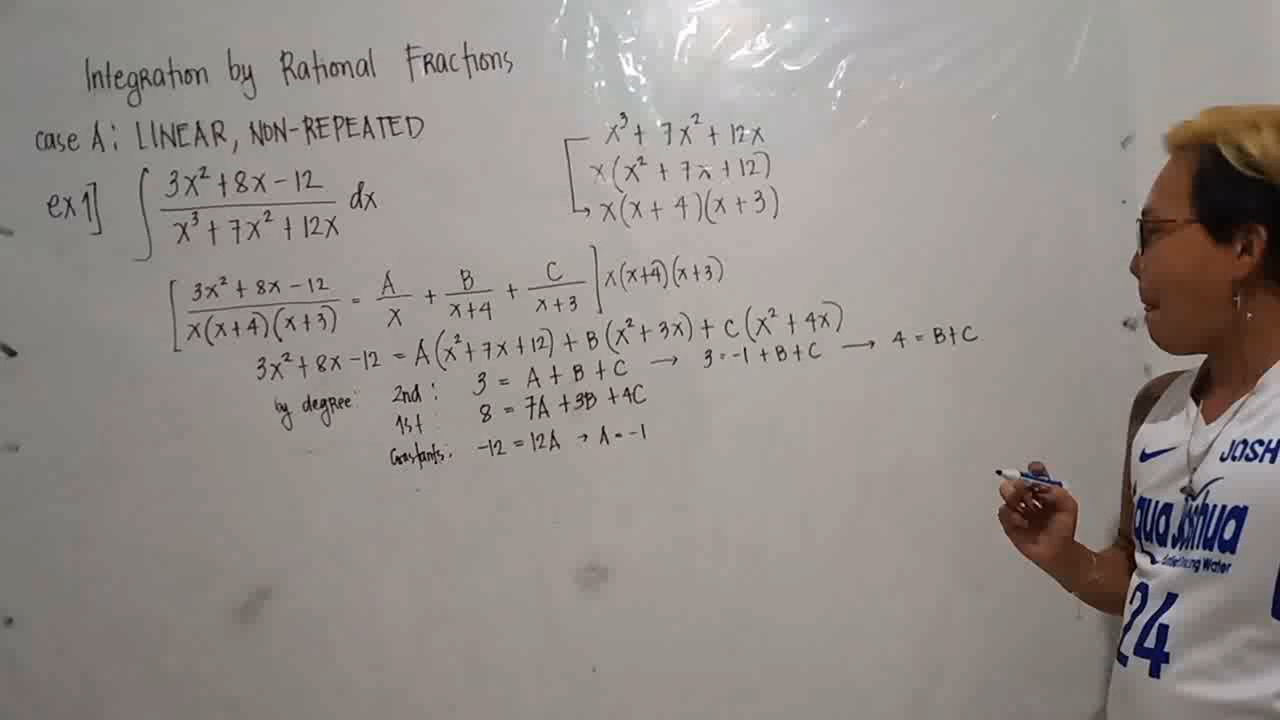 Integration by Rational Fractions
case A: LINEAR, NON-REPEATED
ex 1] ∫ (3x² + 8x - 12)/(x³ + 7x² + 12x) dx
x³ + 7x² + 12x
x(x² + 7x + 12)
x(x + 4)(x + 3)
[(3x² + 8x - 12)/(x(x+4)(x+3)) = A/x + B/(x+4) + C/(x+3)] x(x+4)(x+3)
3x² + 8x - 12 = A(x² + 7x + 12) + B(x² + 3x) + C(x² + 4x)
by degree: 2nd: 3 = A + B + C → 3 = -1 + B + C → 4 = B + C
1st: 8 = 7A + 3B + 4C
Constants: -12 = 12A → A = -1
JOSH
Joshua
24